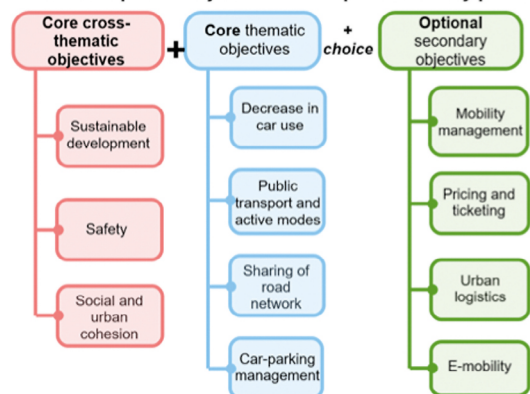 Core cross-
thematic
objectives
+
Core thematic
objectives
+
choice
Optional
secondary
objectives
Sustainable
development
Safety
Social and
urban
cohesion
Decrease in
car use
Public
transport and
active modes
Sharing of
road
network
Car-parking
management
Mobility
management
Pricing and
ticketing
Urban
logistics
E-mobility